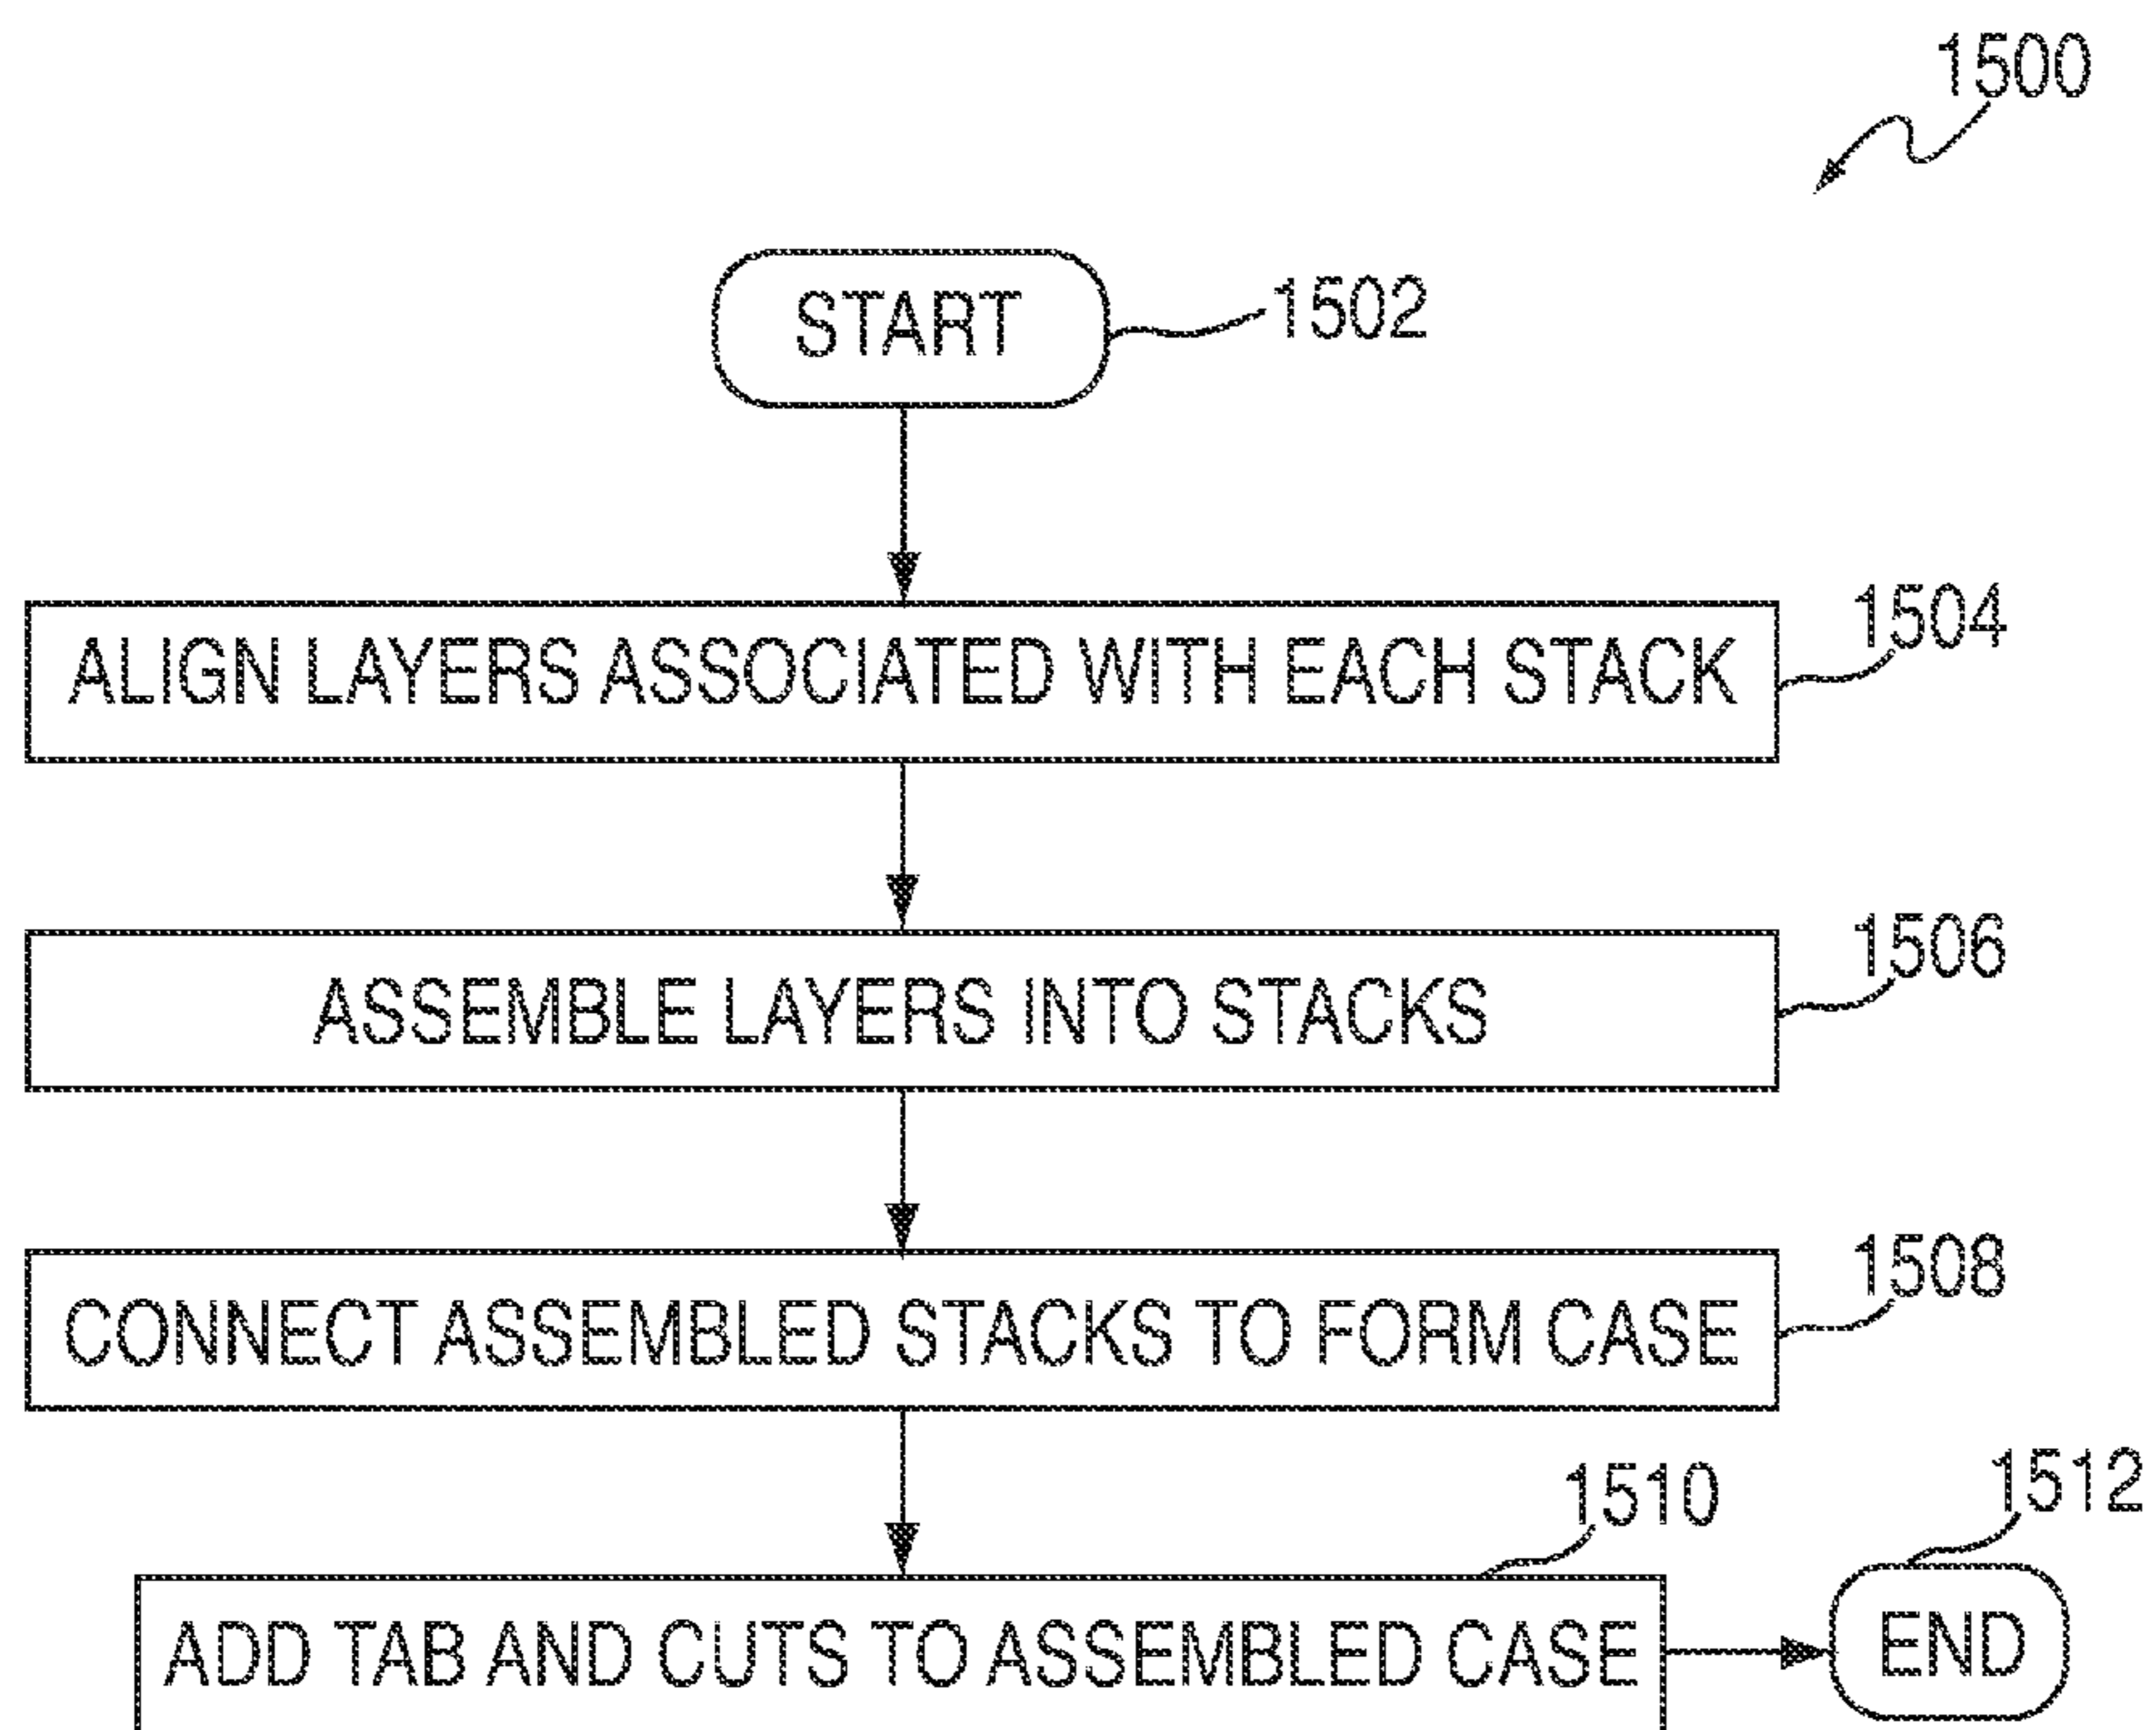 1500
START
1502
ALIGN LAYERS ASSOCIATED WITH EACH STACK
1504
ASSEMBLE LAYERS INTO STACKS
1506
CONNECT ASSEMBLED STACKS TO FORM CASE
1508
ADD TAB AND CUTS TO ASSEMBLED CASE
1510
END
1512